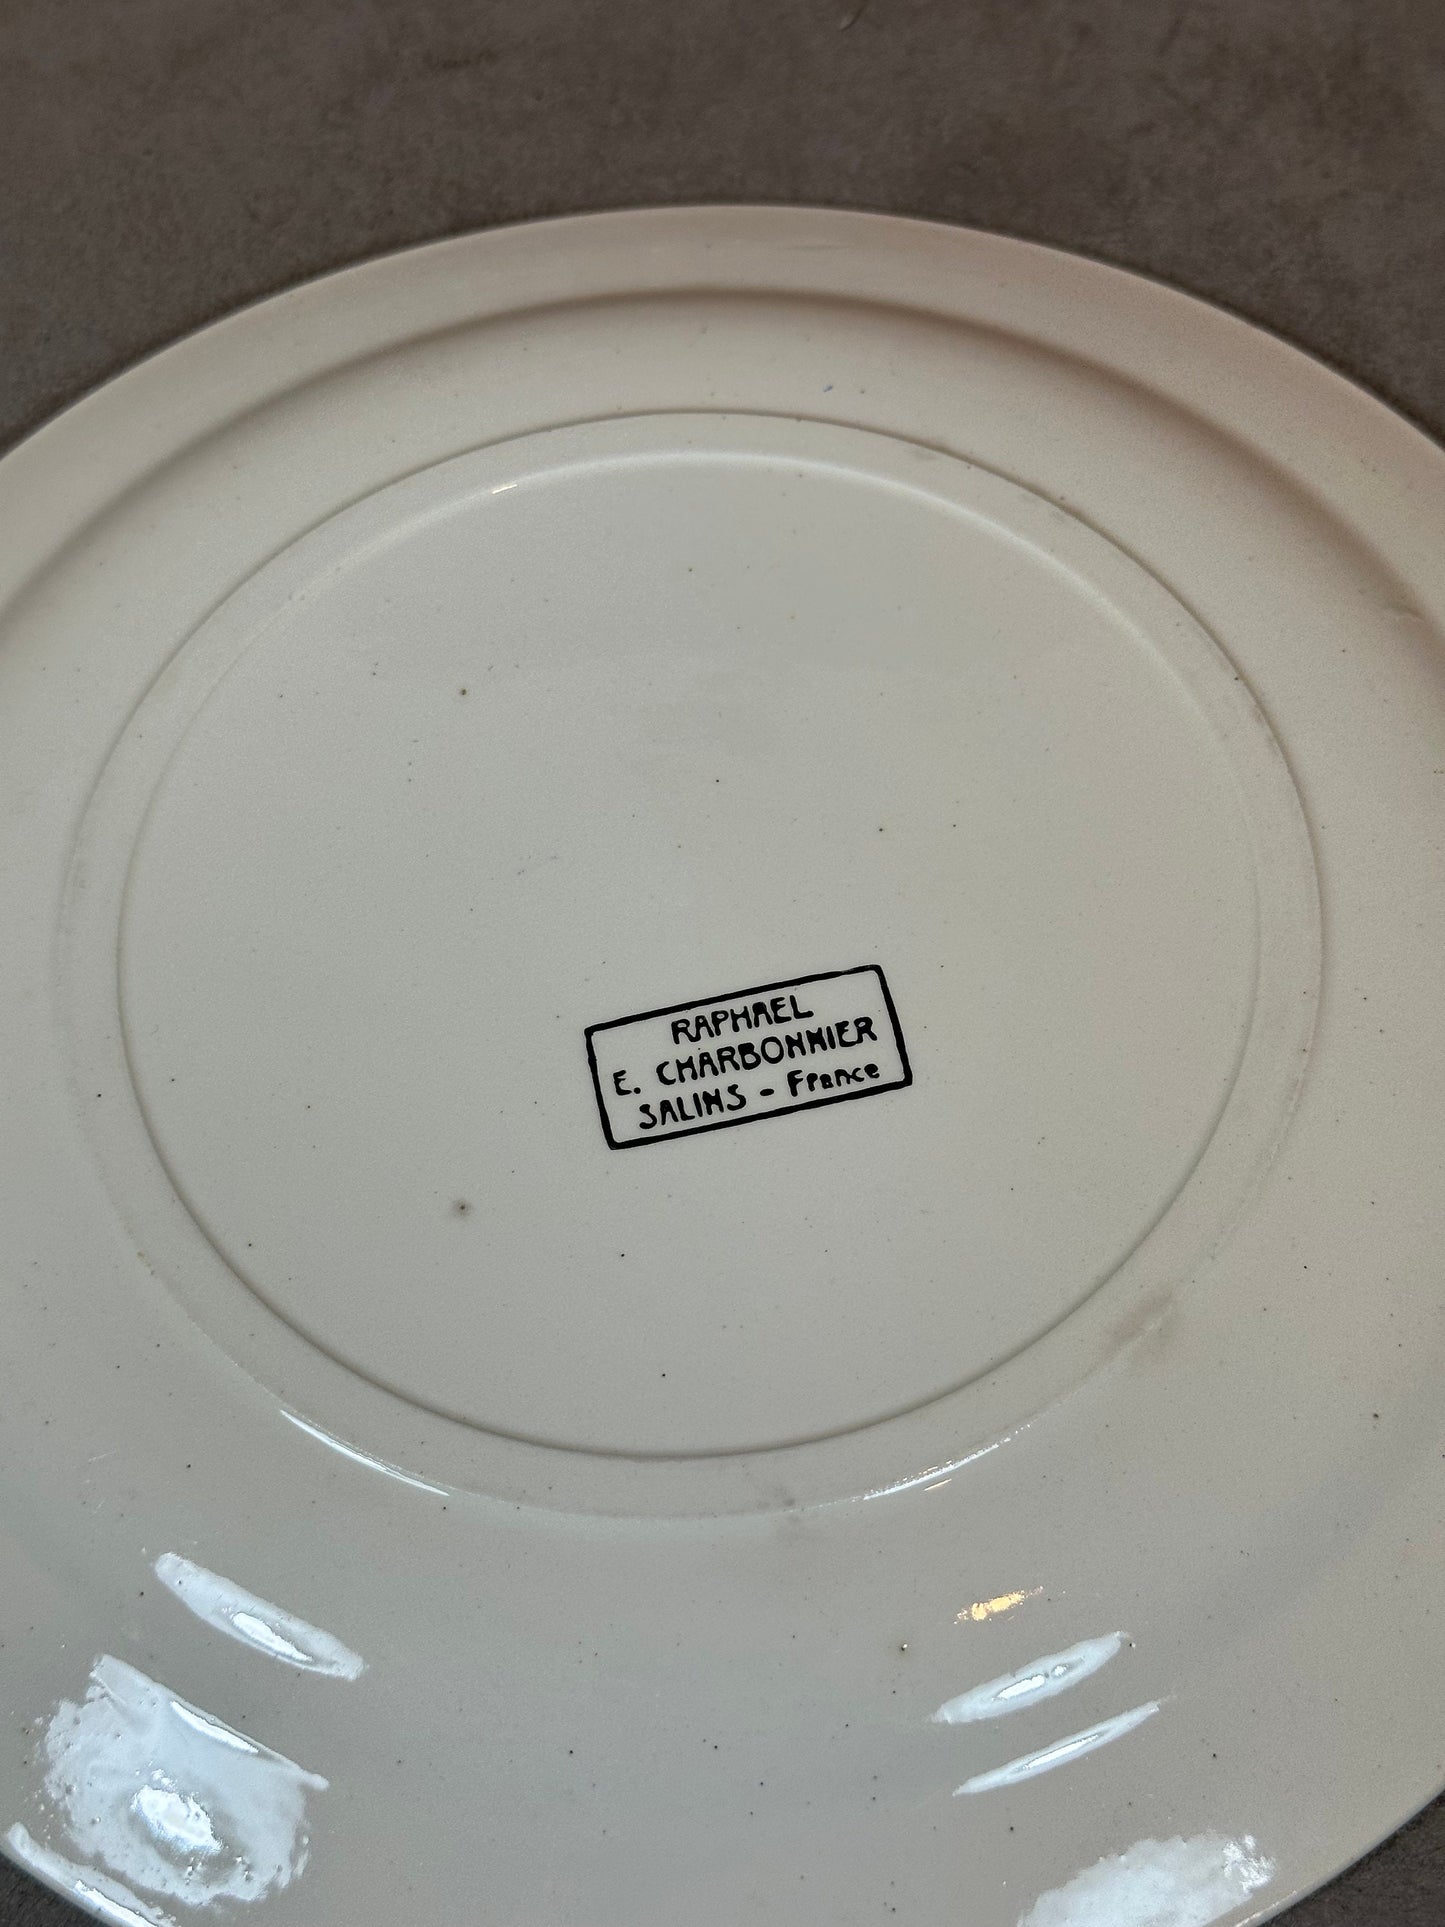 RAPHAEL
E. CHARBONNIER
SALINS - France